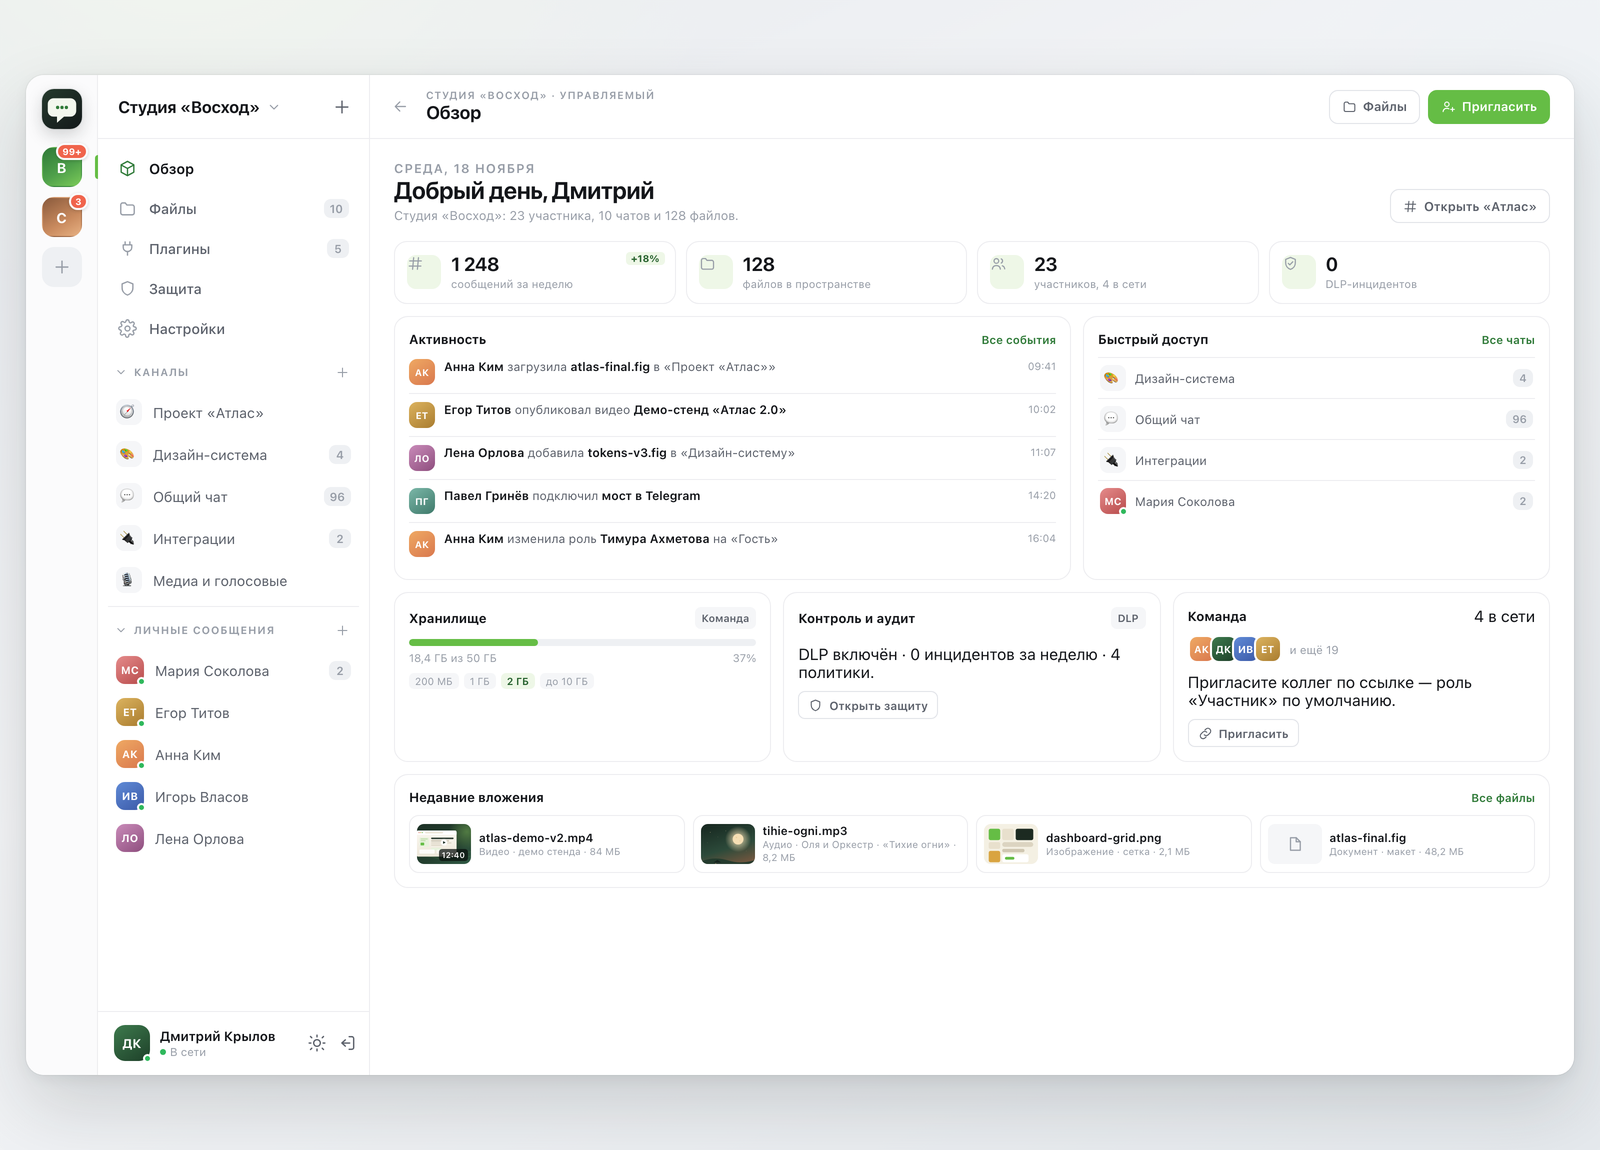 99+
В
3
С
Студия «Восход»
Обзор
Файлы 10
Плагины 5
Защита
Настройки
КАНАЛЫ
Проект «Атлас»
Дизайн-система 4
Общий чат 96
Интеграции 2
Медиа и голосовые
ЛИЧНЫЕ СООБЩЕНИЯ
МС Мария Соколова 2
ЕТ Егор Титов
АК Анна Ким
ИВ Игорь Власов
ЛО Лена Орлова
ДК Дмитрий Крылов
В сети
СТУДИЯ «ВОСХОД» · УПРАВЛЯЕМЫЙ
Обзор
Файлы
Пригласить
СРЕДА, 18 НОЯБРЯ
Добрый день, Дмитрий
Студия «Восход»: 23 участника, 10 чатов и 128 файлов.
Открыть «Атлас»
1 248
сообщений за неделю
+18%
128
файлов в пространстве
23
участников, 4 в сети
0
DLP-инцидентов
Активность Все события
АК Анна Ким загрузила atlas-final.fig в «Проект «Атлас»» 09:41
ЕТ Егор Титов опубликовал видео Демо-стенд «Атлас 2.0» 10:02
ЛО Лена Орлова добавила tokens-v3.fig в «Дизайн-систему» 11:07
ПГ Павел Гринёв подключил мост в Telegram 14:20
АК Анна Ким изменила роль Тимура Ахметова на «Гость» 16:04
Быстрый доступ Все чаты
Дизайн-система 4
Общий чат 96
Интеграции 2
МС Мария Соколова 2
Хранилище Команда
18,4 ГБ из 50 ГБ 37%
200 МБ 1 ГБ 2 ГБ до 10 ГБ
Контроль и аудит DLP
DLP включён · 0 инцидентов за неделю · 4
политики.
Открыть защиту
Команда 4 в сети
АК ДК ИВ ЕТ и ещё 19
Пригласите коллег по ссылке — роль
«Участник» по умолчанию.
Пригласить
Недавние вложения Все файлы
12:40
atlas-demo-v2.mp4
Видео · демо стенда · 84 МБ
tihie-ogni.mp3
Аудио · Оля и Оркестр · «Тихие огни» ·
8,2 МБ
dashboard-grid.png
Изображение · сетка · 2,1 МБ
atlas-final.fig
Документ · макет · 48,2 МБ